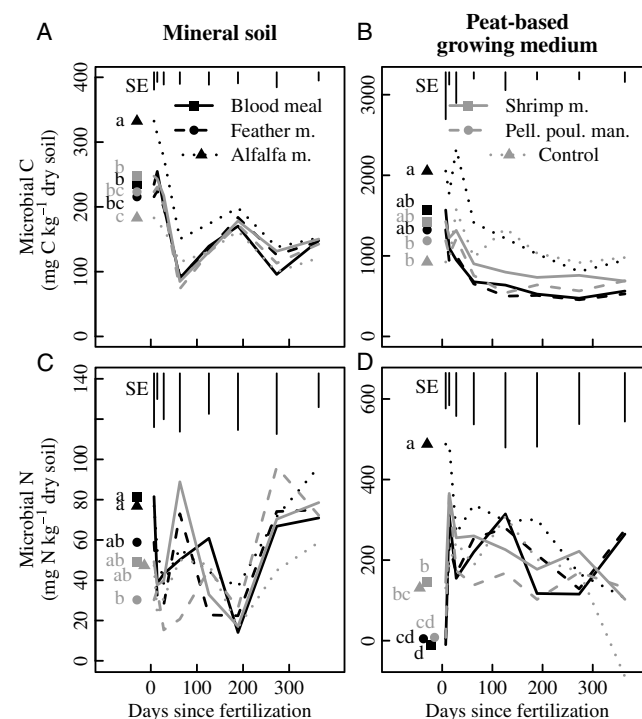 A
Mineral soil
B
Peat-based
growing medium
SE
Blood meal
Feather m.
Alfalfa m.
SE
Shrimp m.
Pell. poul. man.
Control
Microbial C
(mg C kg⁻¹ dry soil)
0 100 200 300 400
a
b
b
bc
bc
c
0 1000 2000 3000
a
ab
ab
ab
b
b
C
D
SE
SE
Microbial N
(mg N kg⁻¹ dry soil)
0 20 40 60 80 100 140
a
a
ab
ab
ab
b
0 200 400 600
a
b
bc
cd
cd
d
0 100 200 300
0 100 200 300
Days since fertilization
Days since fertilization